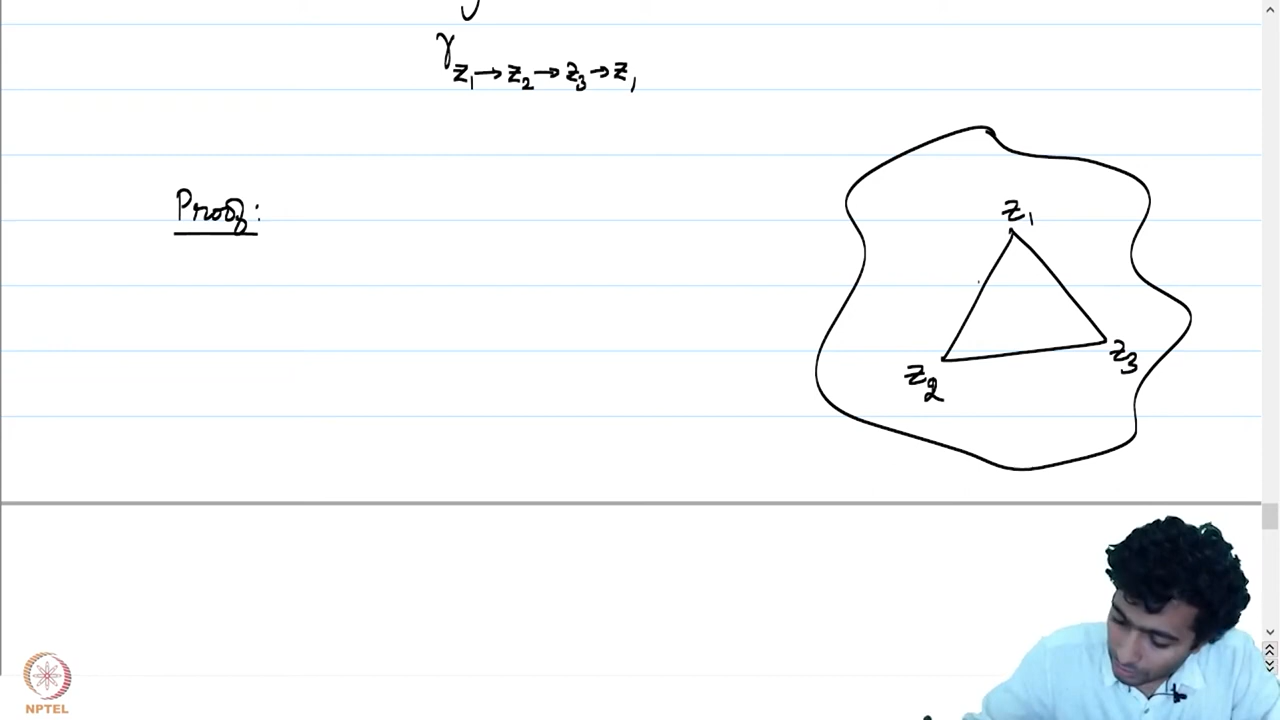 γ z₁→z₂→z₃→z₁
Proof:
z₁
z₂
z₃
NPTEL